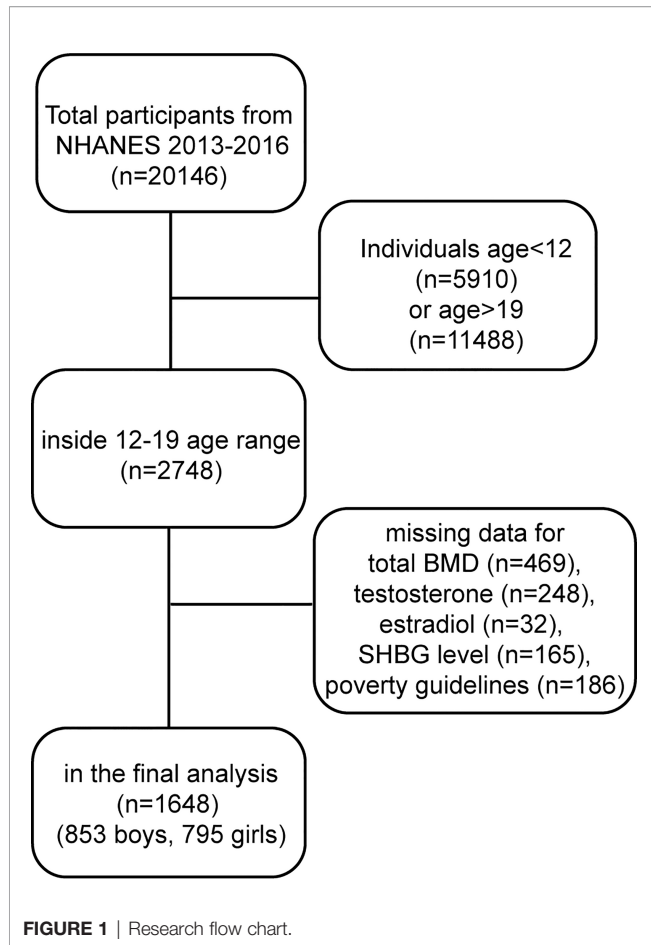 Total participants from
NHANES 2013-2016
(n=20146)
Individuals age<12
(n=5910)
or age>19
(n=11488)
inside 12-19 age range
(n=2748)
missing data for
total BMD (n=469),
testosterone (n=248),
estradiol (n=32),
SHBG level (n=165),
poverty guidelines (n=186)
in the final analysis
(n=1648)
(853 boys, 795 girls)
FIGURE 1 | Research flow chart.